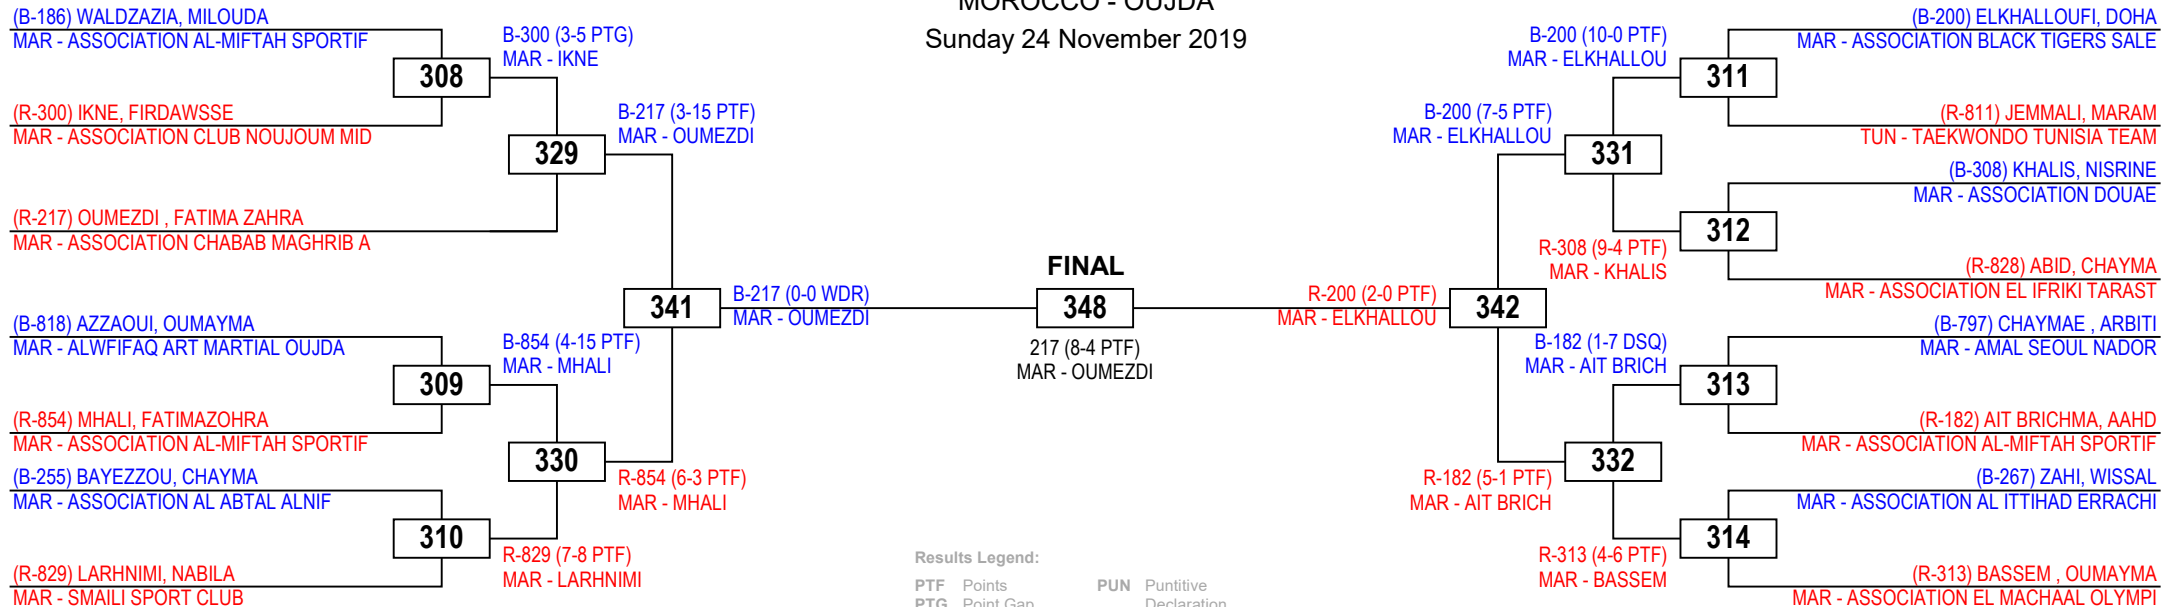 MOROCCO - OUJDA
Sunday 24 November 2019
(B-186) WALDZAZIA, MILOUDA
MAR - ASSOCIATION AL-MIFTAH SPORTIF
308
(R-300) IKNE, FIRDAWSSE
MAR - ASSOCIATION CLUB NOUJOUM MID
B-300 (3-5 PTG)
MAR - IKNE
329
(R-217) OUMEZDI , FATIMA ZAHRA
MAR - ASSOCIATION CHABAB MAGHRIB A
B-217 (3-15 PTF)
MAR - OUMEZDI
341
(B-818) AZZAOUI, OUMAYMA
MAR - ALWFIFAQ ART MARTIAL OUJDA
309
(R-854) MHALI, FATIMAZOHRA
MAR - ASSOCIATION AL-MIFTAH SPORTIF
B-854 (4-15 PTF)
MAR - MHALI
330
(B-255) BAYEZZOU, CHAYMA
MAR - ASSOCIATION AL ABTAL ALNIF
310
(R-829) LARHNIMI, NABILA
MAR - SMAILI SPORT CLUB
R-829 (7-8 PTF)
MAR - LARHNIMI
R-854 (6-3 PTF)
MAR - MHALI
B-217 (0-0 WDR)
MAR - OUMEZDI
FINAL
348
217 (8-4 PTF)
MAR - OUMEZDI
R-200 (2-0 PTF)
MAR - ELKHALLOU
342
B-200 (7-5 PTF)
MAR - ELKHALLOU
331
B-200 (10-0 PTF)
MAR - ELKHALLOU
311
(B-200) ELKHALLOUFI, DOHA
MAR - ASSOCIATION BLACK TIGERS SALE
(R-811) JEMMALI, MARAM
TUN - TAEKWONDO TUNISIA TEAM
(B-308) KHALIS, NISRINE
MAR - ASSOCIATION DOUAE
312
R-308 (9-4 PTF)
MAR - KHALIS
(R-828) ABID, CHAYMA
MAR - ASSOCIATION EL IFRIKI TARAST
(B-797) CHAYMAE , ARBITI
MAR - AMAL SEOUL NADOR
B-182 (1-7 DSQ)
MAR - AIT BRICH
313
(R-182) AIT BRICHMA, AAHD
MAR - ASSOCIATION AL-MIFTAH SPORTIF
332
R-182 (5-1 PTF)
MAR - AIT BRICH
(B-267) ZAHI, WISSAL
MAR - ASSOCIATION AL ITTIHAD ERRACHI
314
R-313 (4-6 PTF)
MAR - BASSEM
(R-313) BASSEM , OUMAYMA
MAR - ASSOCIATION EL MACHAAL OLYMPI
Results Legend:
PTF Points PUN Puntitive
PTG Point Gap Declaration